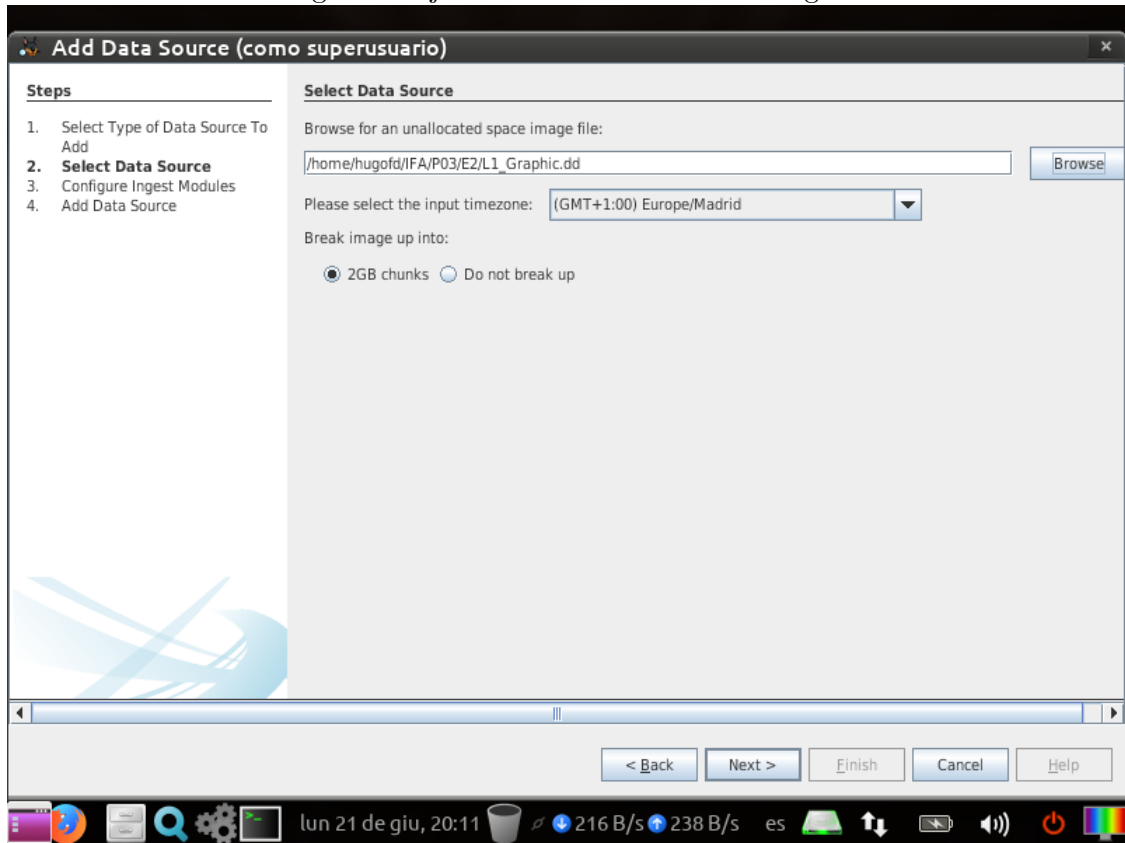 Add Data Source (como superusuario)
Steps
1. Select Type of Data Source To
Add
2. Select Data Source
3. Configure Ingest Modules
4. Add Data Source
Select Data Source
Browse for an unallocated space image file:
/home/hugofd/IFA/P03/E2/L1_Graphic.dd
Browse
Please select the input timezone:
(GMT+1:00) Europe/Madrid
Break image up into:
2GB chunks
Do not break up
< Back
Next >
Finish
Cancel
Help
lun 21 de giu, 20:11
216 B/s
238 B/s
es